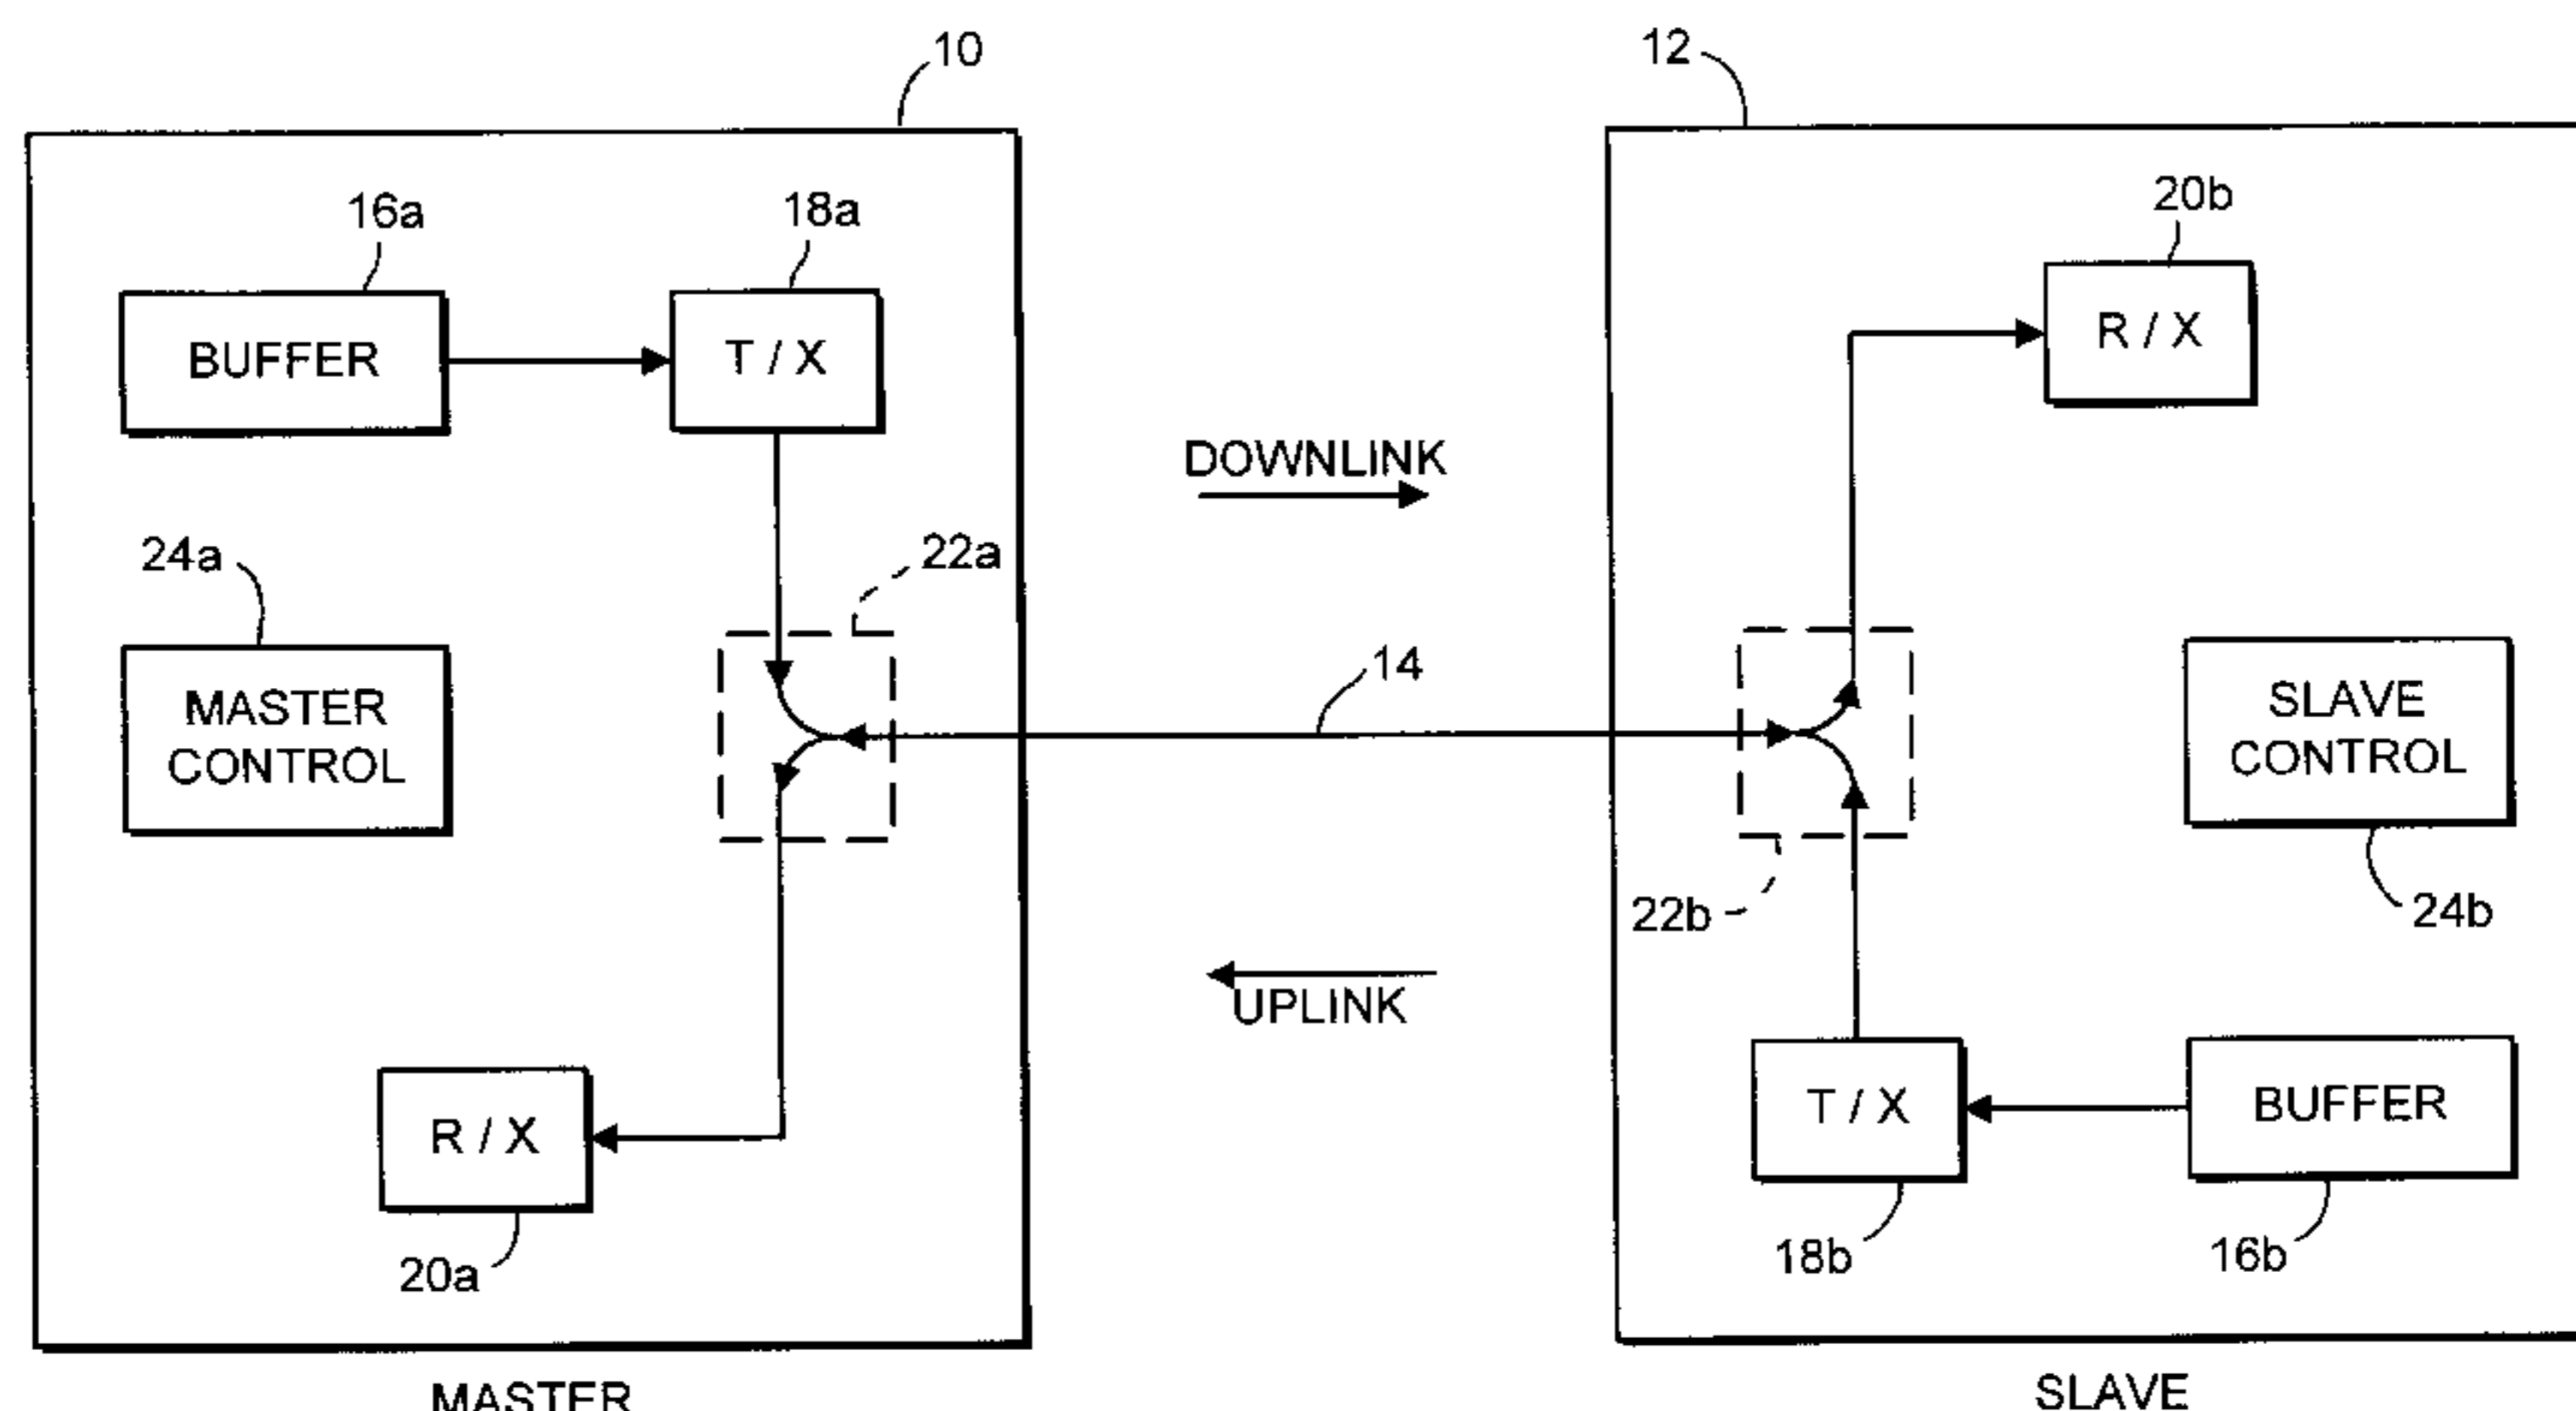 10
12
16a
18a
20b
BUFFER
T / X
R / X
DOWNLINK
24a
22a
14
MASTER
CONTROL
SLAVE
CONTROL
22b
24b
UPLINK
R / X
T / X
BUFFER
20a
18b
16b
MASTER
SLAVE